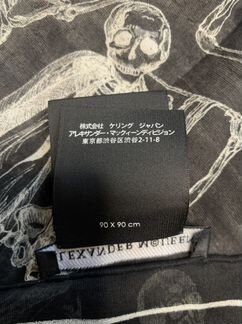 株式会社 ケリング ジャパン
アレキサンダー・マックイーンディビジョン
東京都渋谷区渋谷2-11-8
90 X 90 cm
LEXANDER McQUEEN